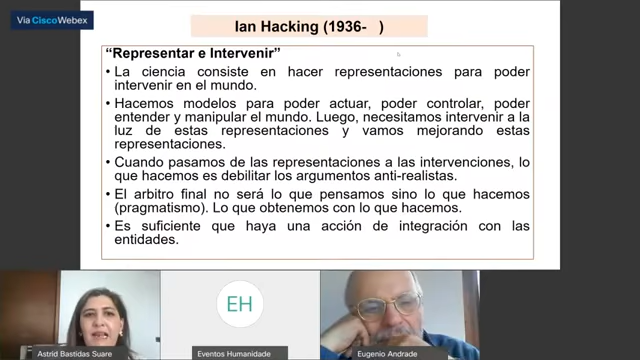 Via CiscoWebex
Ian Hacking (1936- )
“Representar e Intervenir”
• La ciencia consiste en hacer representaciones para poder
intervenir en el mundo.
• Hacemos modelos para poder actuar, poder controlar, poder
entender y manipular el mundo. Luego, necesitamos intervenir a la
luz de estas representaciones y vamos mejorando estas
representaciones.
• Cuando pasamos de las representaciones a las intervenciones, lo
que hacemos es debilitar los argumentos anti-realistas.
• El arbitro final no será lo que pensamos sino lo que hacemos
(pragmatismo). Lo que obtenemos con lo que hacemos.
• Es suficiente que haya una acción de integración con las
entidades.
EH
Astrid Bastidas Suare
Eventos Humanidade
Eugenio Andrade